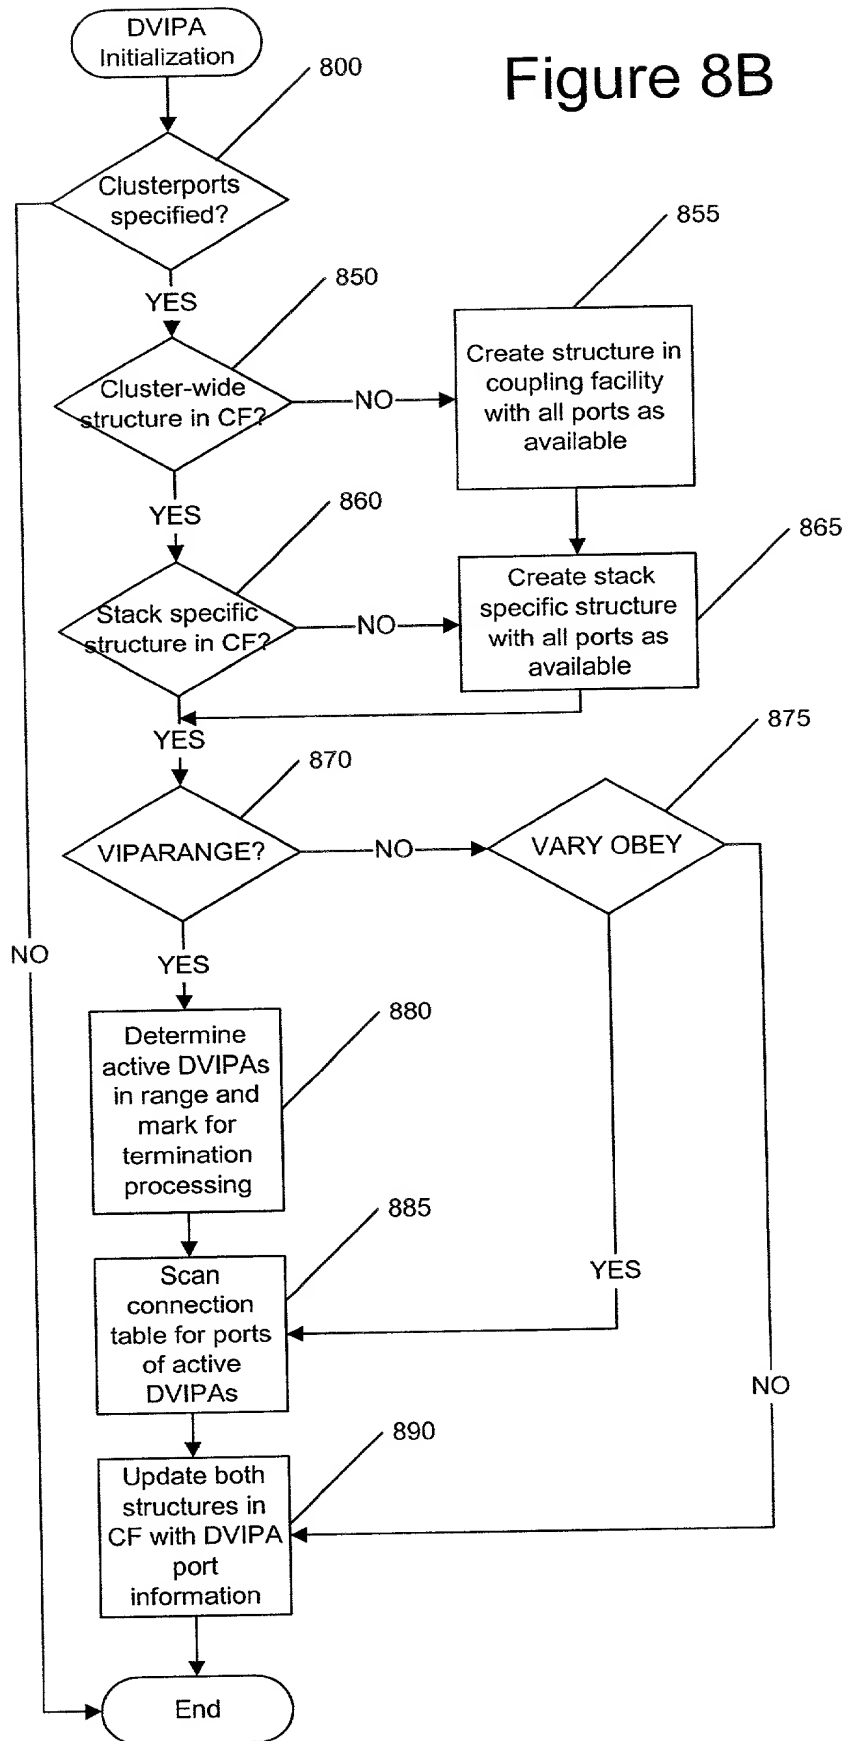 DVIPA
Initialization
Figure 8B
800
Clusterports
specified?
YES
850
855
Cluster-wide
structure in CF?
NO
Create structure in
coupling facility
with all ports as
available
YES
860
865
Stack specific
structure in CF?
NO
Create stack
specific structure
with all ports as
available
YES
870
875
VIPARANGE?
NO
VARY OBEY
NO
YES
880
Determine
active DVIPAs
in range and
mark for
termination
processing
885
Scan
connection
table for ports
of active
DVIPAs
YES
NO
890
Update both
structures in
CF with DVIPA
port
information
End